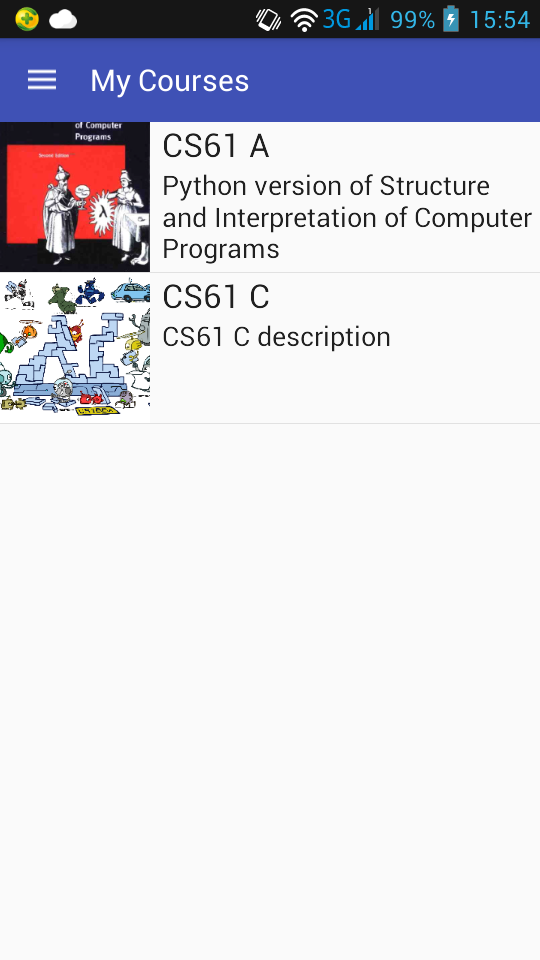 3G 1 99% 15:54
My Courses
of Computer
Programs
Second Edition
CS61 A
Python version of Structure
and Interpretation of Computer
Programs
CS61 C
CS61 C description